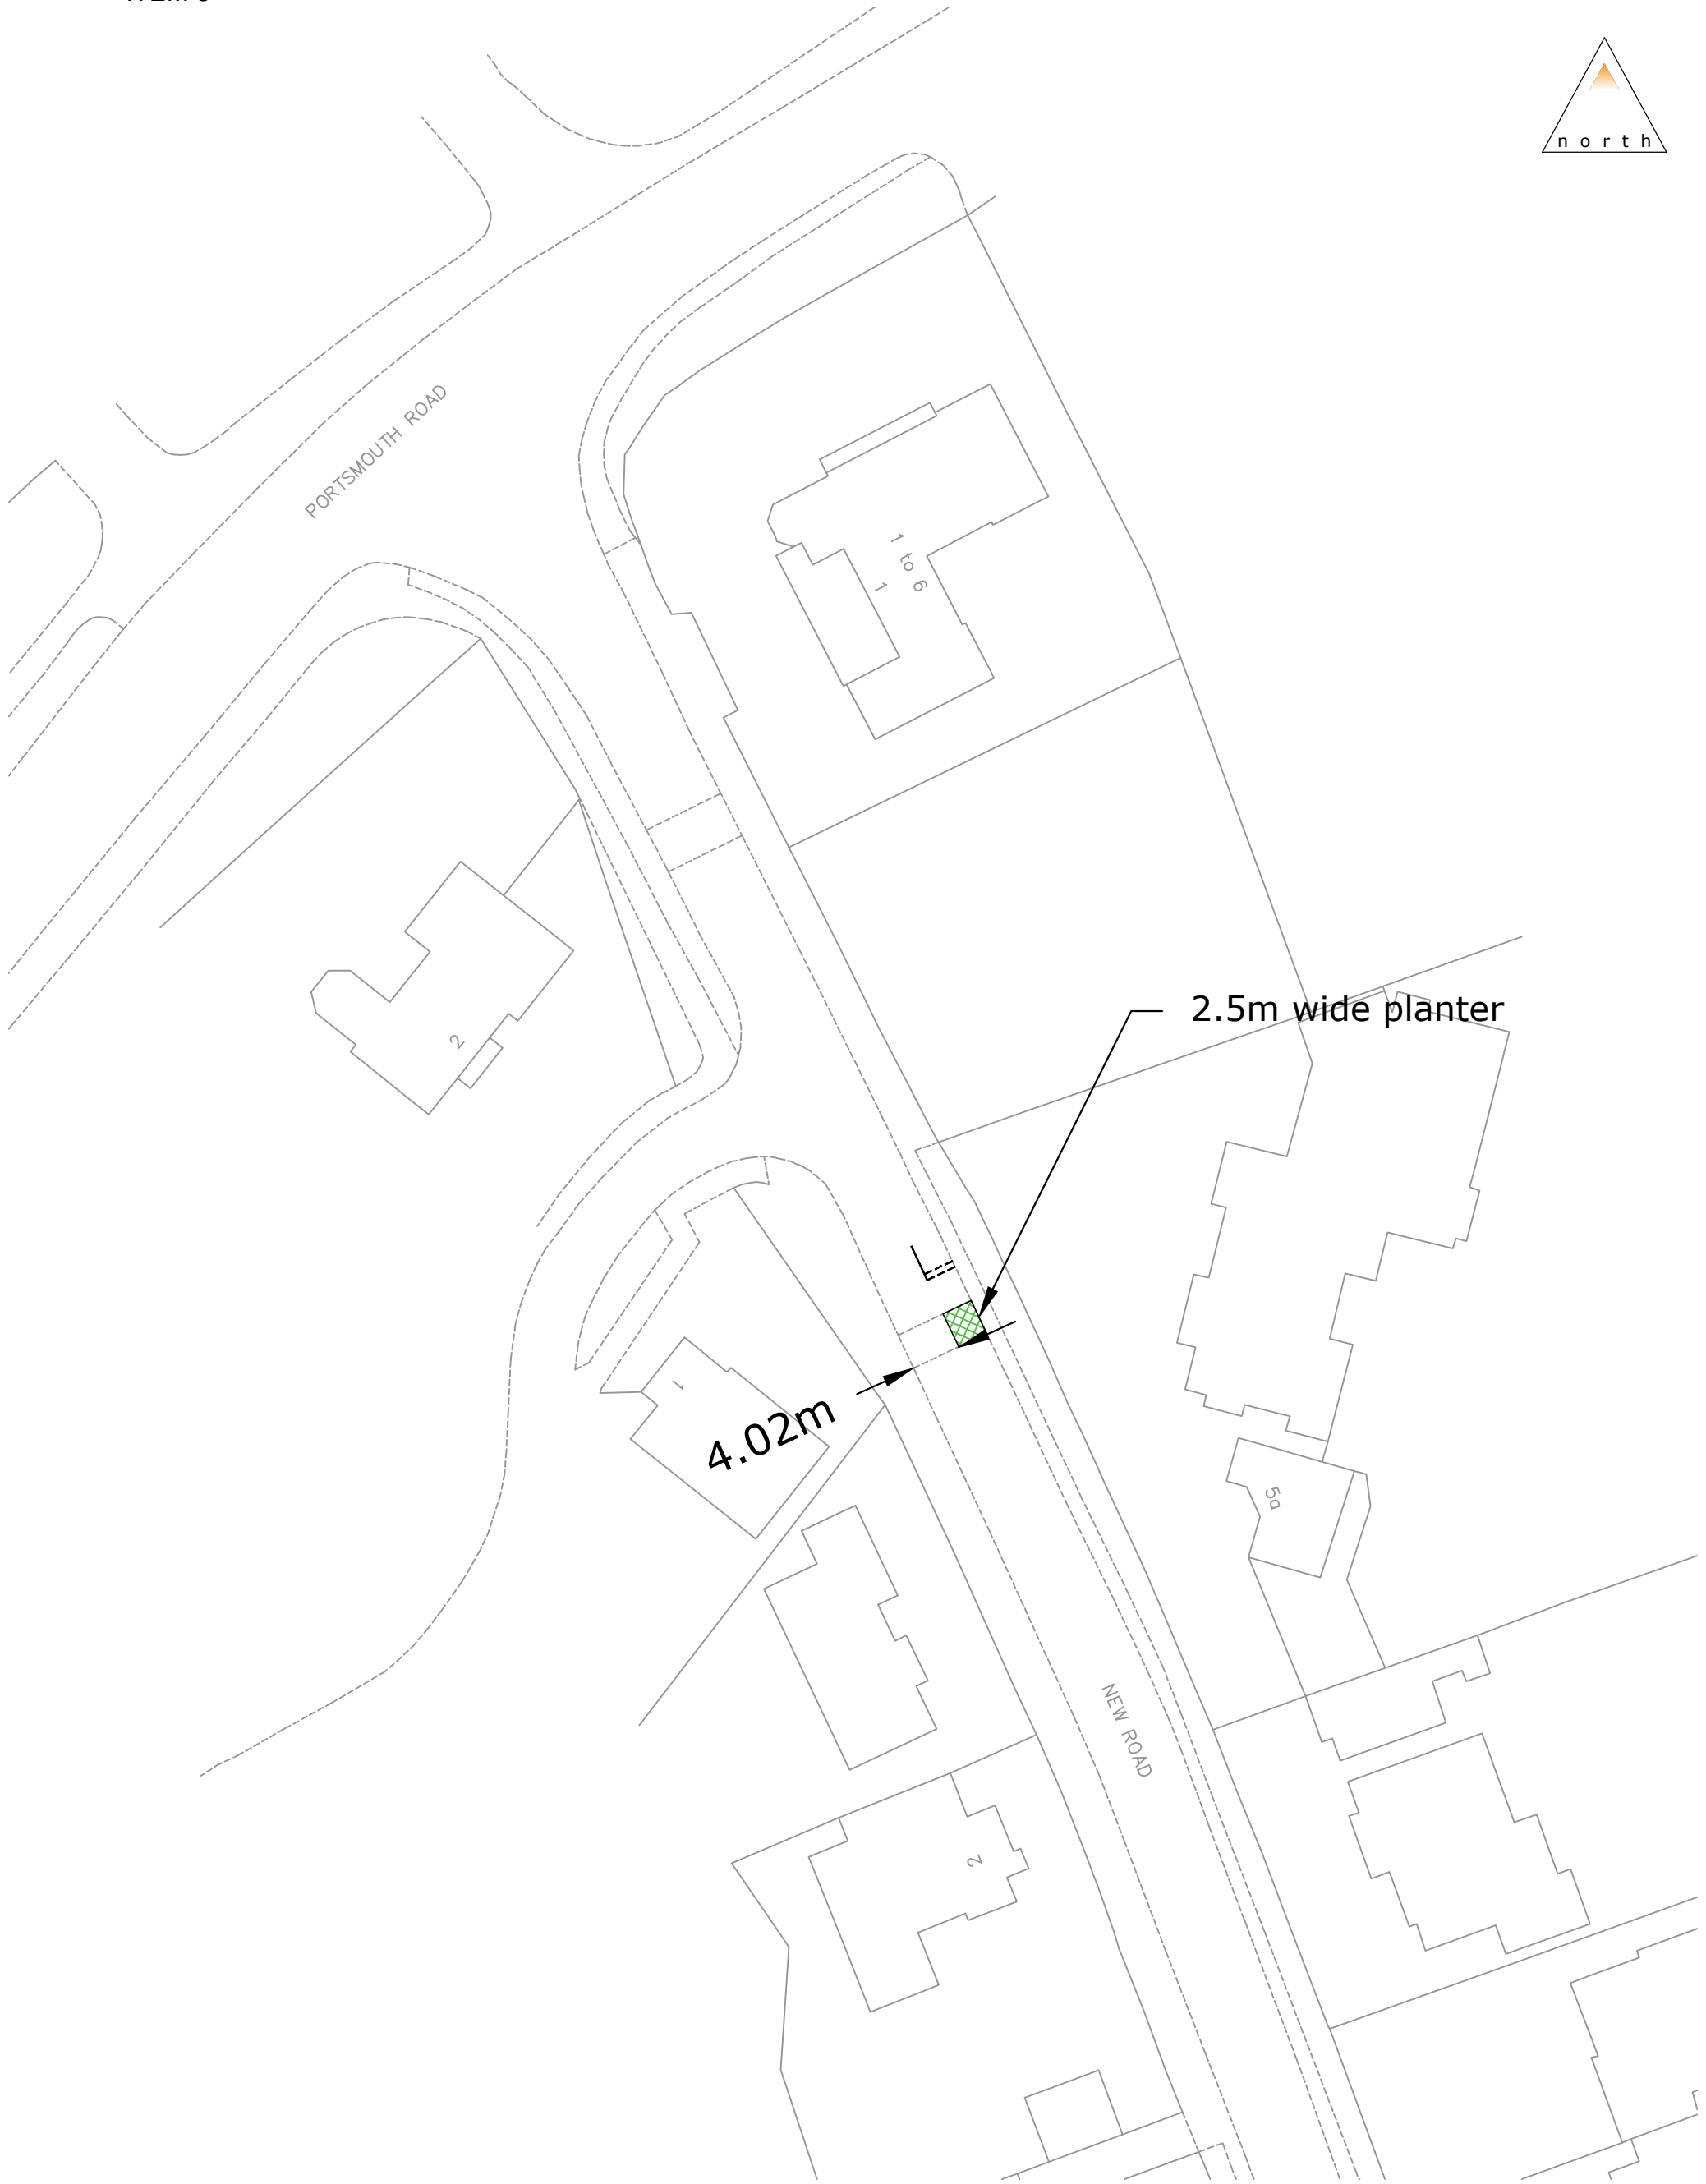 north
PORTSMOUTH ROAD
1 to 6
1
2
2.5m wide planter
1
4.02m
5a
NEW ROAD
2